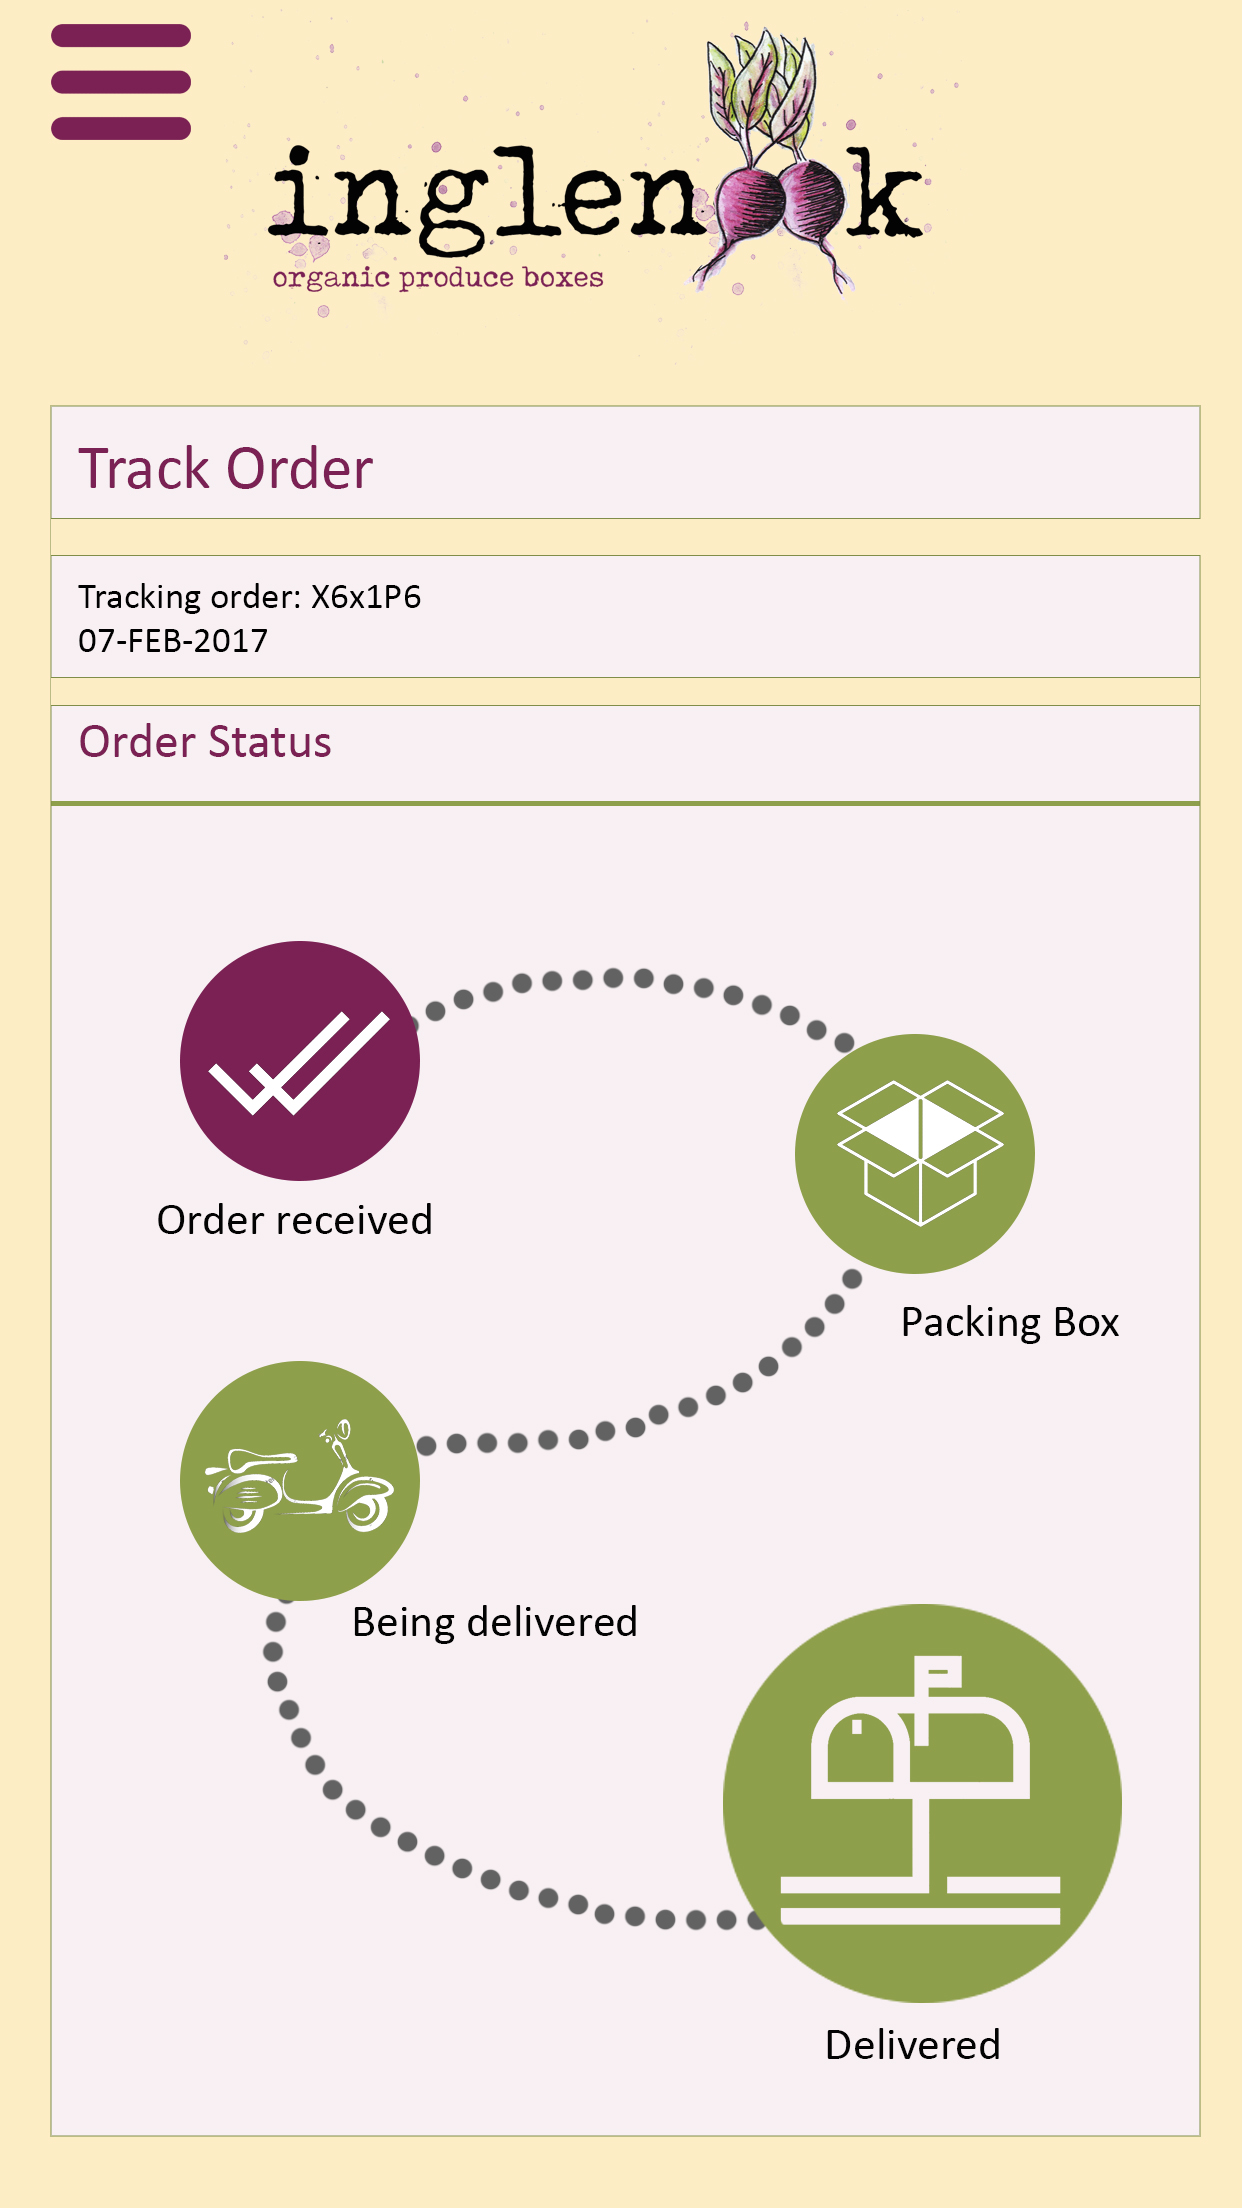 inglenook
organic produce boxes
Track Order
Tracking order: X6x1P6
07-FEB-2017
Order Status
Order received
Packing Box
Being delivered
Delivered